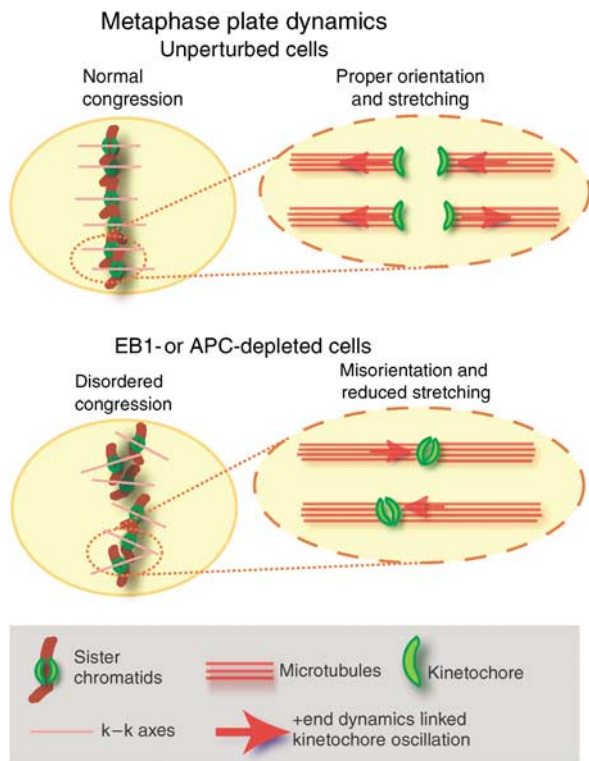 Metaphase plate dynamics
Unperturbed cells
Normal
congression
Proper orientation
and stretching
EB1- or APC-depleted cells
Disordered
congression
Misorientation and
reduced stretching
Sister
chromatids
Microtubules
Kinetochore
k–k axes
+end dynamics linked
kinetochore oscillation